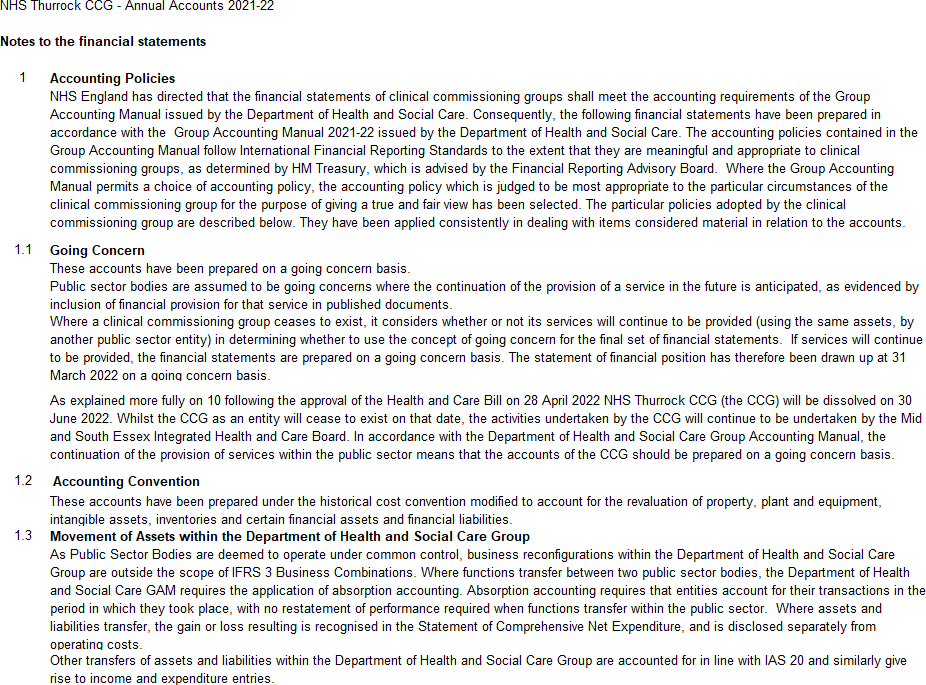 NHS Thurrock CCG - Annual Accounts 2021-22
Notes to the financial statements
1 Accounting Policies
NHS England has directed that the financial statements of clinical commissioning groups shall meet the accounting requirements of the Group
Accounting Manual issued by the Department of Health and Social Care. Consequently, the following financial statements have been prepared in
accordance with the  Group Accounting Manual 2021-22 issued by the Department of Health and Social Care. The accounting policies contained in the
Group Accounting Manual follow International Financial Reporting Standards to the extent that they are meaningful and appropriate to clinical
commissioning groups, as determined by HM Treasury, which is advised by the Financial Reporting Advisory Board.  Where the Group Accounting
Manual permits a choice of accounting policy, the accounting policy which is judged to be most appropriate to the particular circumstances of the
clinical commissioning group for the purpose of giving a true and fair view has been selected. The particular policies adopted by the clinical
commissioning group are described below. They have been applied consistently in dealing with items considered material in relation to the accounts.
1.1 Going Concern
These accounts have been prepared on a going concern basis.
Public sector bodies are assumed to be going concerns where the continuation of the provision of a service in the future is anticipated, as evidenced by
inclusion of financial provision for that service in published documents.
Where a clinical commissioning group ceases to exist, it considers whether or not its services will continue to be provided (using the same assets, by
another public sector entity) in determining whether to use the concept of going concern for the final set of financial statements.  If services will continue
to be provided, the financial statements are prepared on a going concern basis. The statement of financial position has therefore been drawn up at 31
March 2022 on a going concern basis.
As explained more fully on 10 following the approval of the Health and Care Bill on 28 April 2022 NHS Thurrock CCG (the CCG) will be dissolved on 30
June 2022. Whilst the CCG as an entity will cease to exist on that date, the activities undertaken by the CCG will continue to be undertaken by the Mid
and South Essex Integrated Health and Care Board. In accordance with the Department of Health and Social Care Group Accounting Manual, the
continuation of the provision of services within the public sector means that the accounts of the CCG should be prepared on a going concern basis.
1.2 Accounting Convention
These accounts have been prepared under the historical cost convention modified to account for the revaluation of property, plant and equipment,
intangible assets, inventories and certain financial assets and financial liabilities.
1.3 Movement of Assets within the Department of Health and Social Care Group
As Public Sector Bodies are deemed to operate under common control, business reconfigurations within the Department of Health and Social Care
Group are outside the scope of IFRS 3 Business Combinations. Where functions transfer between two public sector bodies, the Department of Health
and Social Care GAM requires the application of absorption accounting. Absorption accounting requires that entities account for their transactions in the
period in which they took place, with no restatement of performance required when functions transfer within the public sector.  Where assets and
liabilities transfer, the gain or loss resulting is recognised in the Statement of Comprehensive Net Expenditure, and is disclosed separately from
operating costs.
Other transfers of assets and liabilities within the Department of Health and Social Care Group are accounted for in line with IAS 20 and similarly give
rise to income and expenditure entries.